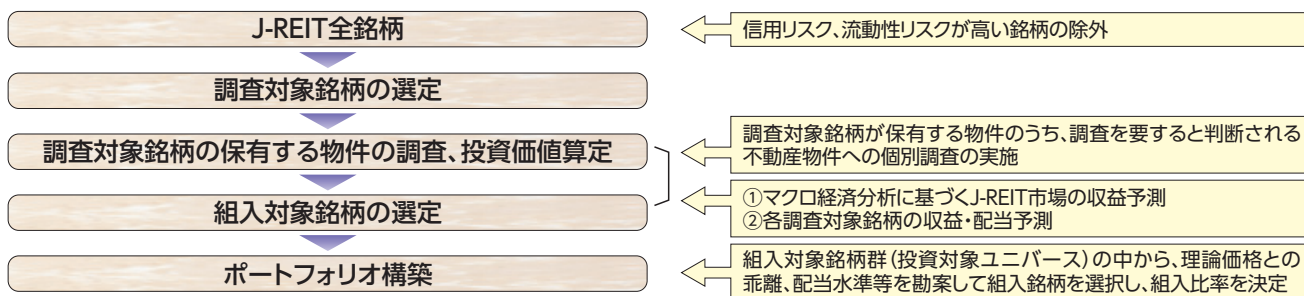 J-REIT全銘柄
信用リスク、流動性リスクが高い銘柄の除外
調査対象銘柄の選定
調査対象銘柄の保有する物件の調査、投資価値算定
調査対象銘柄が保有する物件のうち、調査を要すると判断される
不動産物件への個別調査の実施
組入対象銘柄の選定
①マクロ経済分析に基づくJ-REIT市場の収益予測
②各調査対象銘柄の収益・配当予測
ポートフォリオ構築
組入対象銘柄群(投資対象ユニバース)の中から、理論価格との
乖離、配当水準等を勘案して組入銘柄を選択し、組入比率を決定